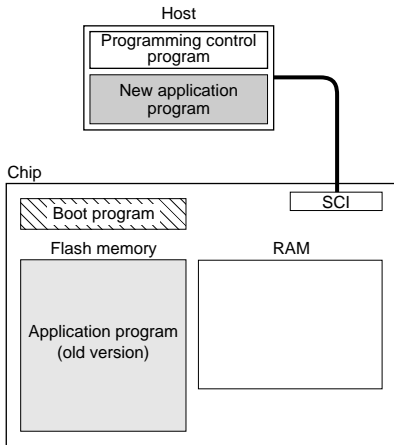 Host
Programming control
program
New application
program
Chip
SCI
Boot program
Flash memory
RAM
Application program
(old version)